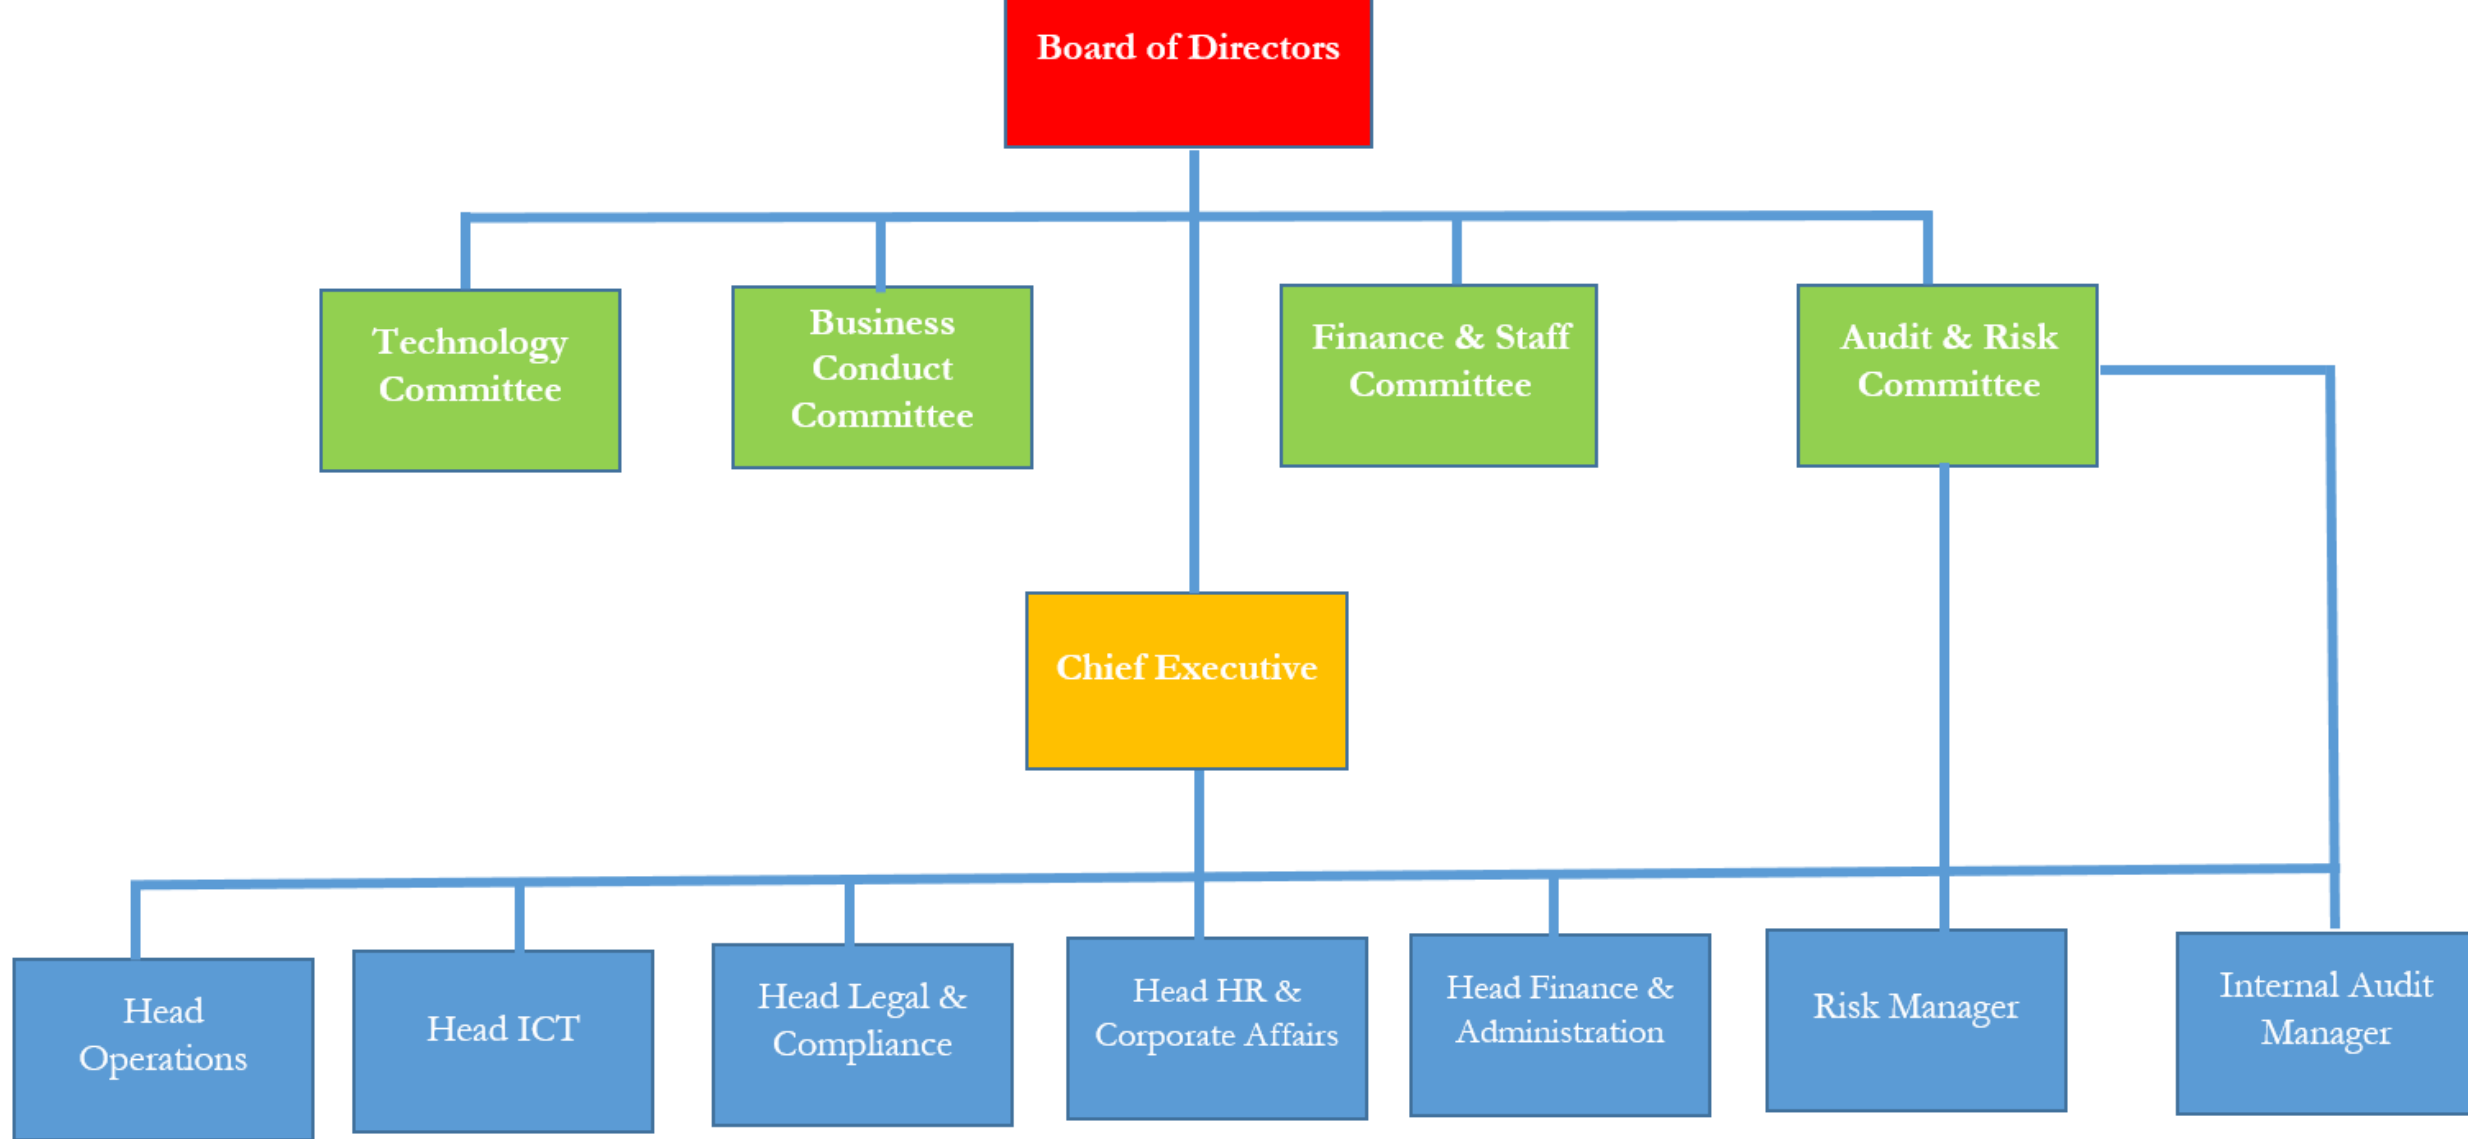 Board of Directors
Technology
Committee
Business
Conduct
Committee
Finance & Staff
Committee
Audit & Risk
Committee
Chief Executive
Head
Operations
Head ICT
Head Legal &
Compliance
Head HR &
Corporate Affairs
Head Finance &
Administration
Risk Manager
Internal Audit
Manager